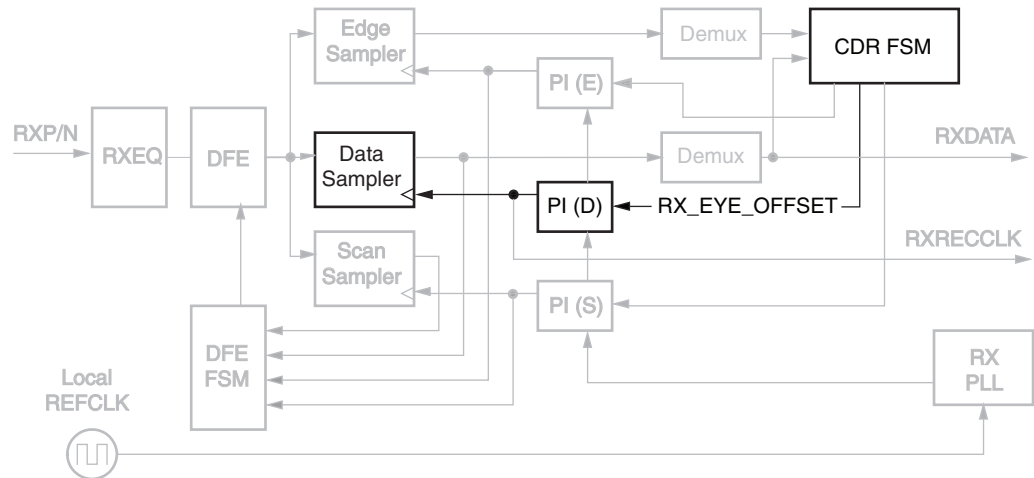 Edge
Sampler
Demux
CDR FSM
PI (E)
RXP/N
RXEQ
DFE
Data
Sampler
Demux
RXDATA
PI (D)
RX_EYE_OFFSET
RXRECCLK
Scan
Sampler
PI (S)
DFE
FSM
RX
PLL
Local
REFCLK